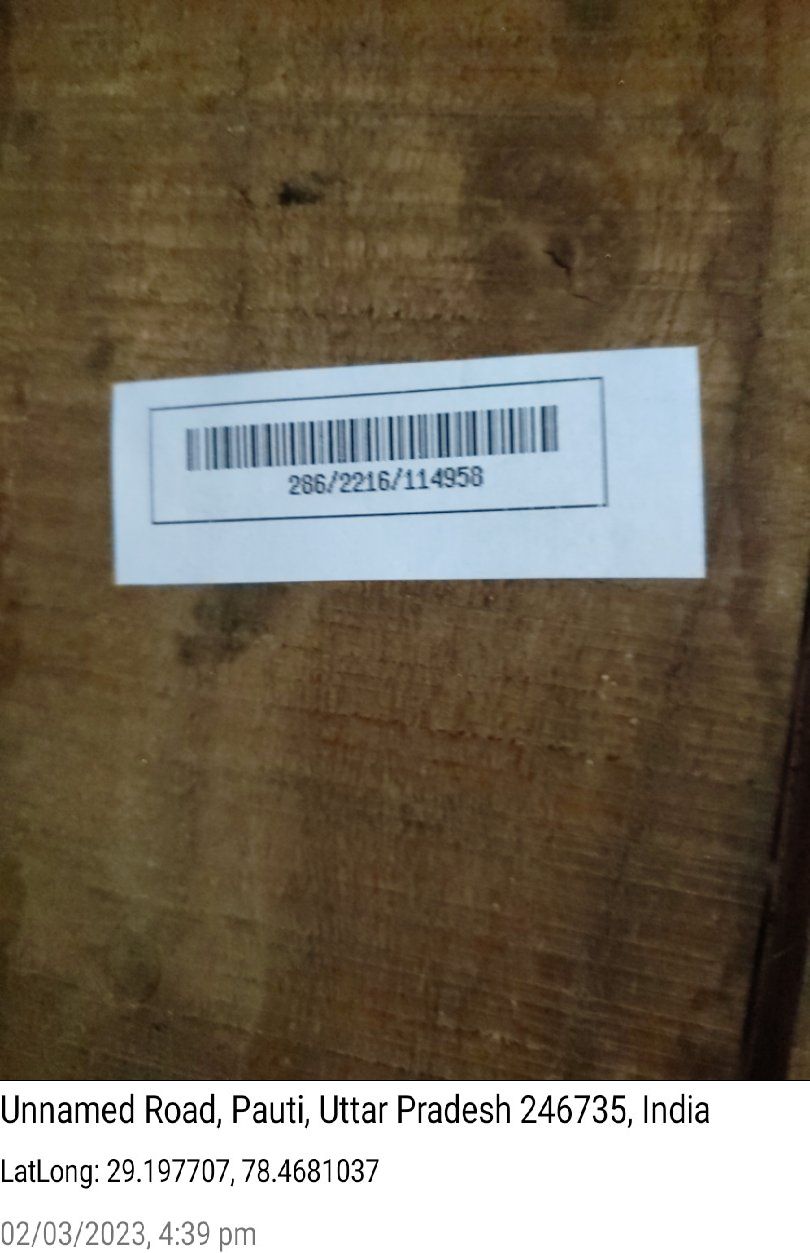 286/2216/114958
Unnamed Road, Pauti, Uttar Pradesh 246735, India
LatLong: 29.197707, 78.4681037
02/03/2023, 4:39 pm